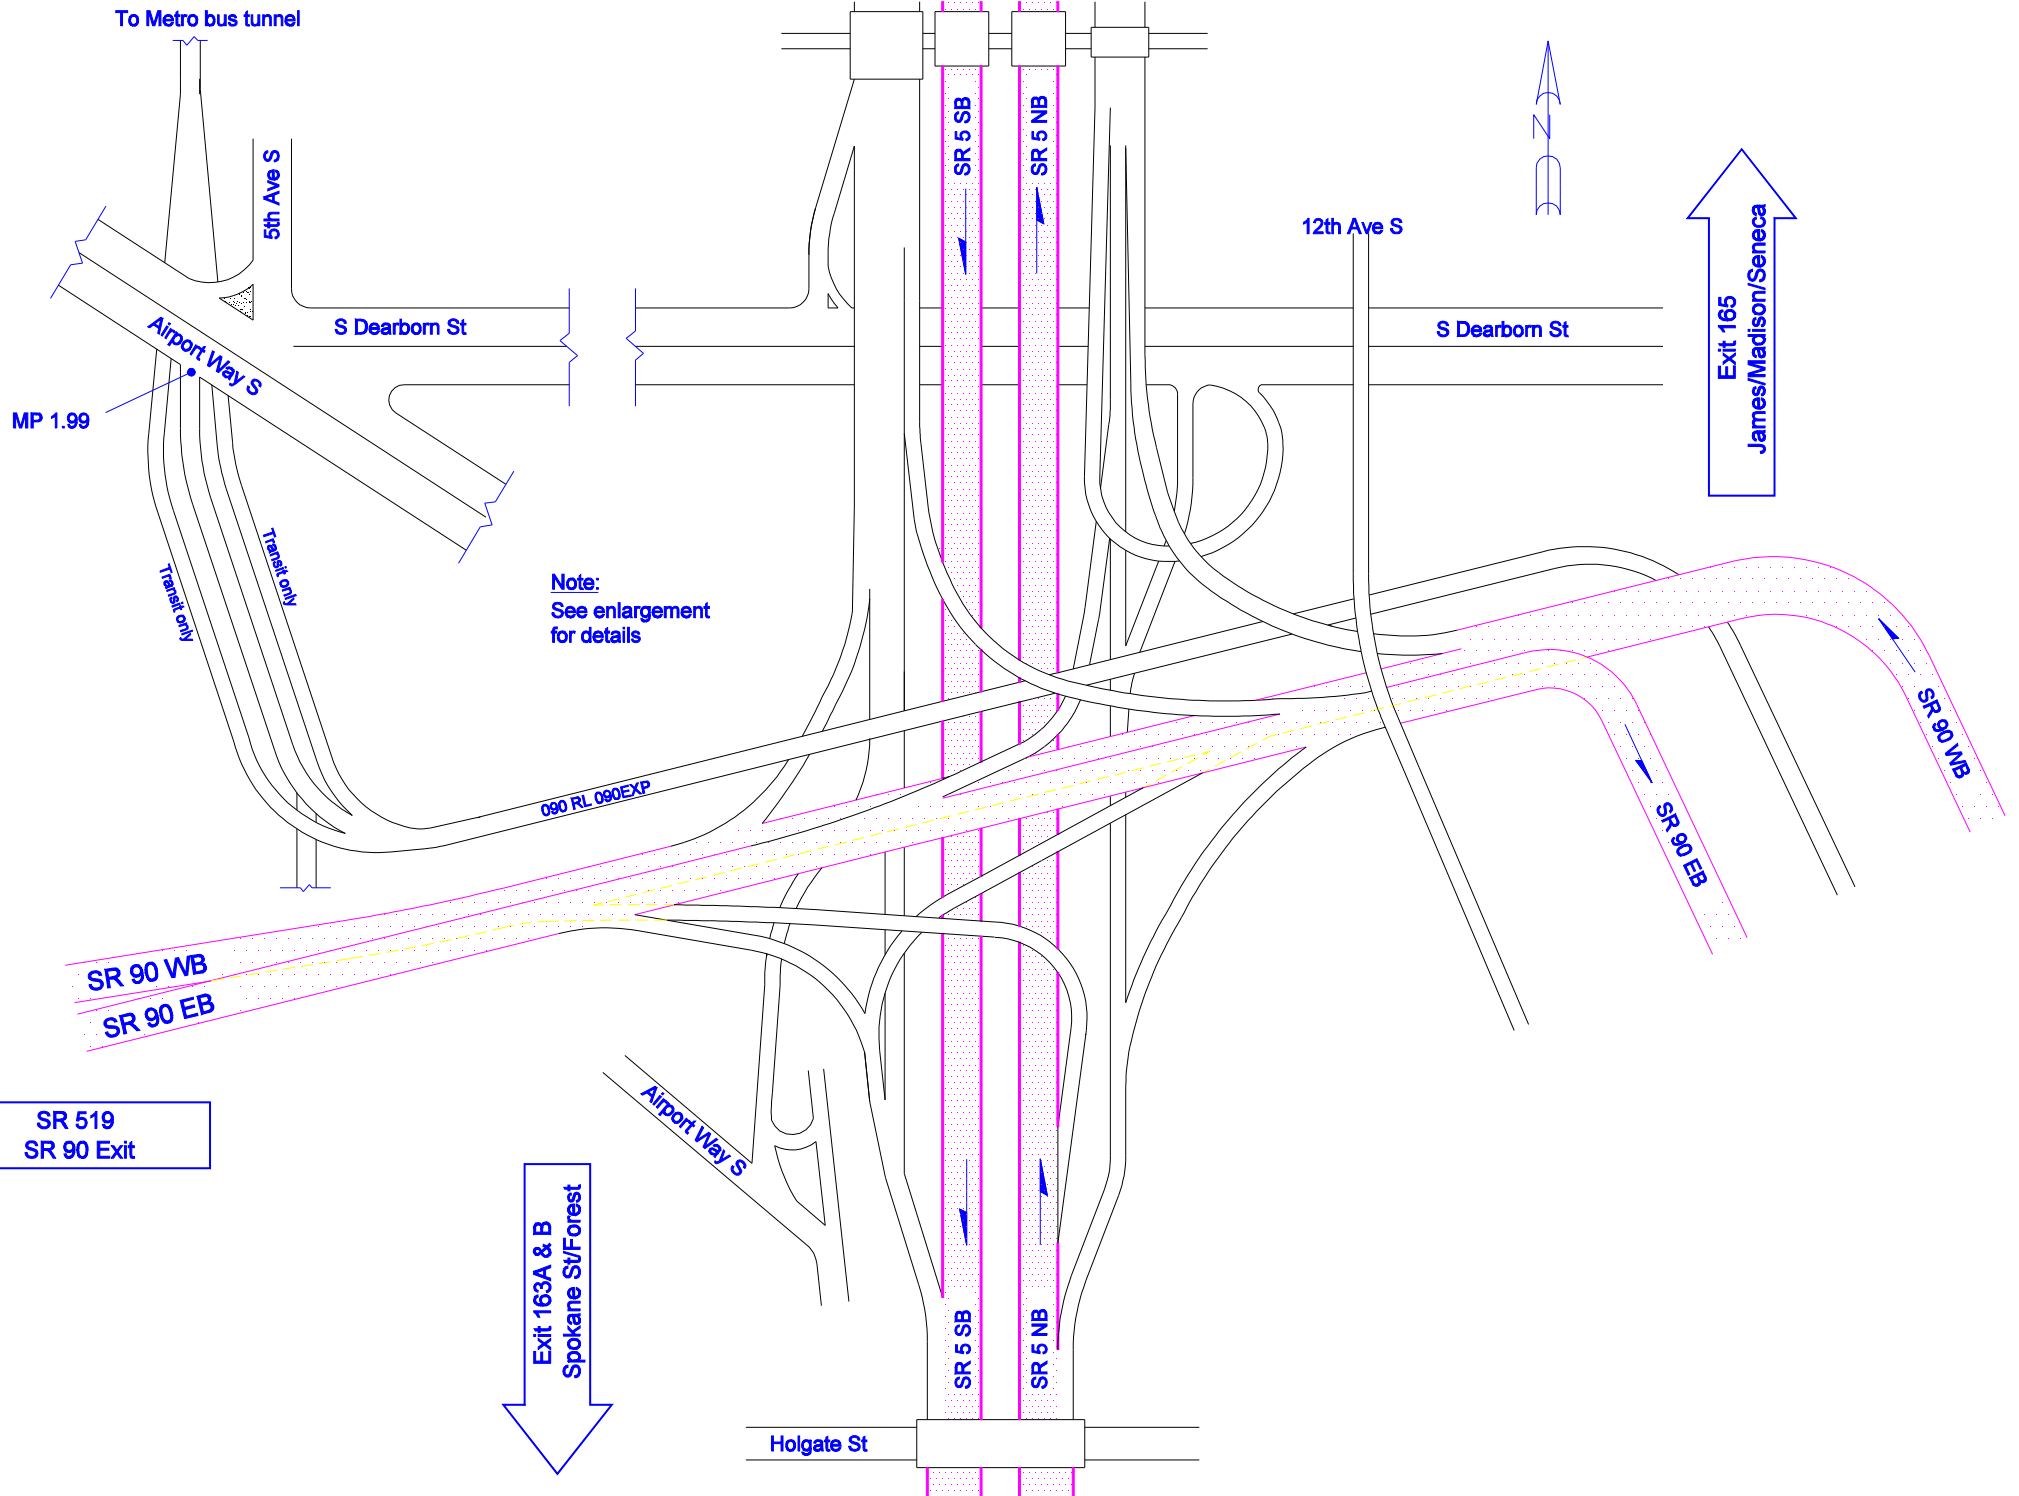 To Metro bus tunnel
5th Ave S
SR 5 SB
SR 5 NB
N
12th Ave S
Exit 165
James/Madison/Seneca
Airport Way S
S Dearborn St
S Dearborn St
MP 1.99
Transit only
Transit only
Note:
See enlargement
for details
090 RL 090EXP
SR 90 WB
SR 90 EB
SR 90 WB
SR 90 EB
SR 519
SR 90 Exit
Airport Way S
Exit 163A & B
Spokane St/Forest
SR 5 SB
SR 5 NB
Holgate St